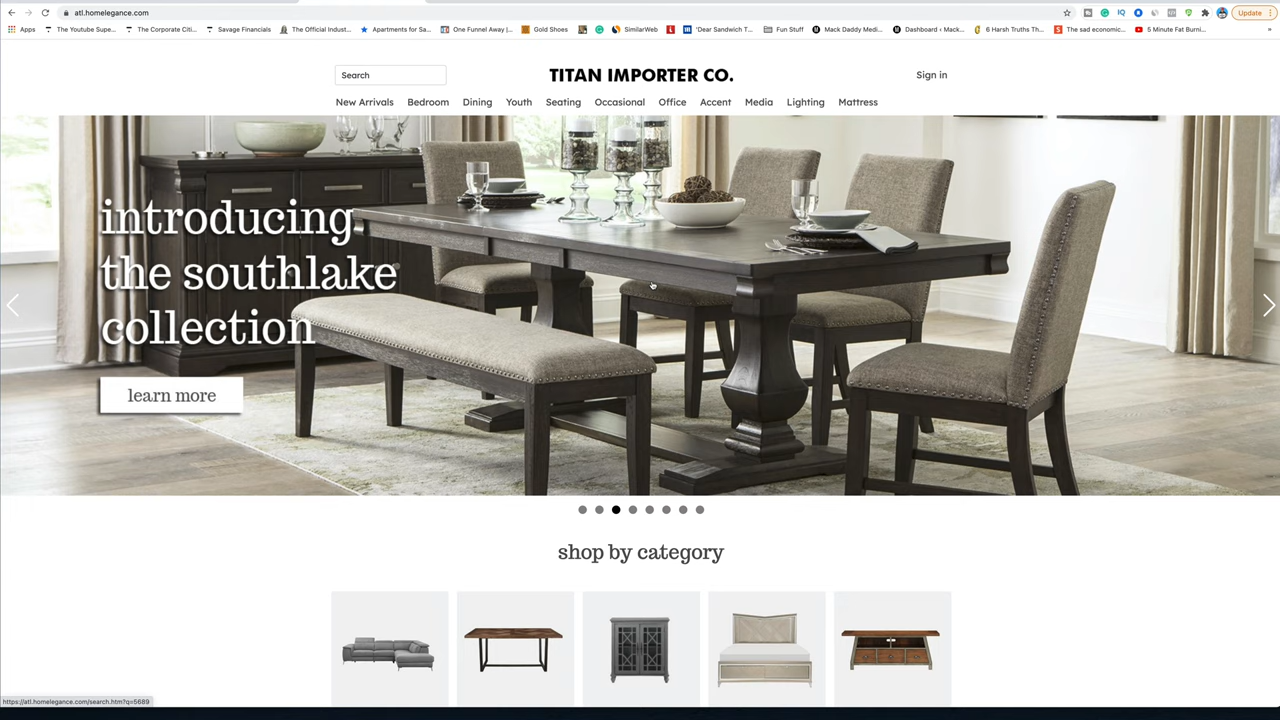 atl.homelegance.com
Update
Apps
The Youtube Supe...
The Corporate Citi...
Savage Financials
The Official Indust...
Apartments for Sa...
One Funnel Away |...
Gold Shoes
SimilarWeb
"Dear Sandwich T...
Fun Stuff
Mack Daddy Medi...
Dashboard ‹ Mack...
6 Harsh Truths Th...
The sad economic...
5 Minute Fat Burni...
»
Search
TITAN IMPORTER CO.
Sign in
New Arrivals Bedroom Dining Youth Seating Occasional Office Accent Media Lighting Mattress
introducing
the southlake
collection
learn more
shop by category
https://atl.homelegance.com/search.htm?q=5689